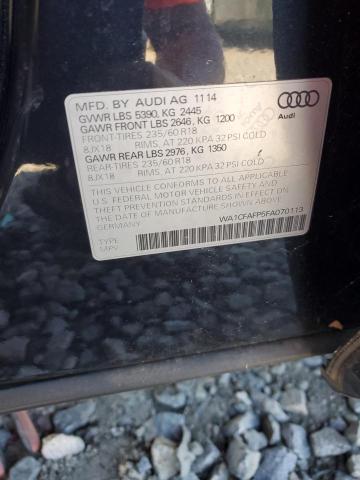 MFD. BY AUDI AG 11 14
GVWR LBS 5390, KG 2445
GAWR FRONT LBS 2646, KG 1200
FRONT-TIRES 235/60 R18
8JX18 RIMS, AT 220 KPA 32 PSI COLD
GAWR REAR LBS 2976, KG 1350
REAR-TIRES 235/60 R18
8JX18 RIMS, AT 220 KPA 32 PSI COLD
Audi
THIS VEHICLE CONFORMS TO ALL APPLICABLE
FEDERAL MOTOR VEHICLE SAFETY STANDARDS
IN EFFECT ON THE DATE OF MANUFACTURE
SHOWN ABOVE.
GERMANY
WA1CFAFP5FA070113
TYPE:
MPV